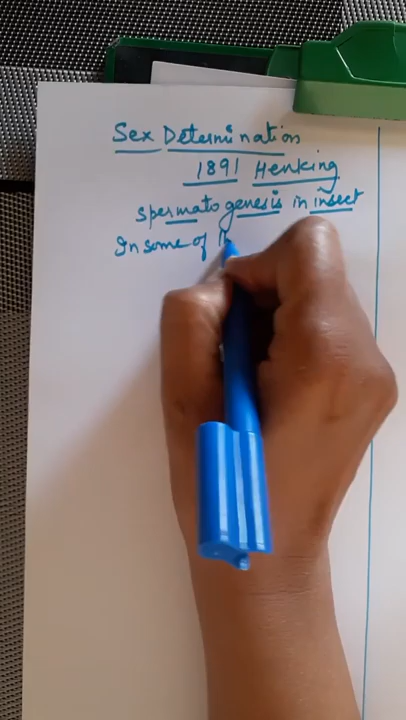 Sex Determination
1891 Henking
Spermatogenesis in insect
In some of